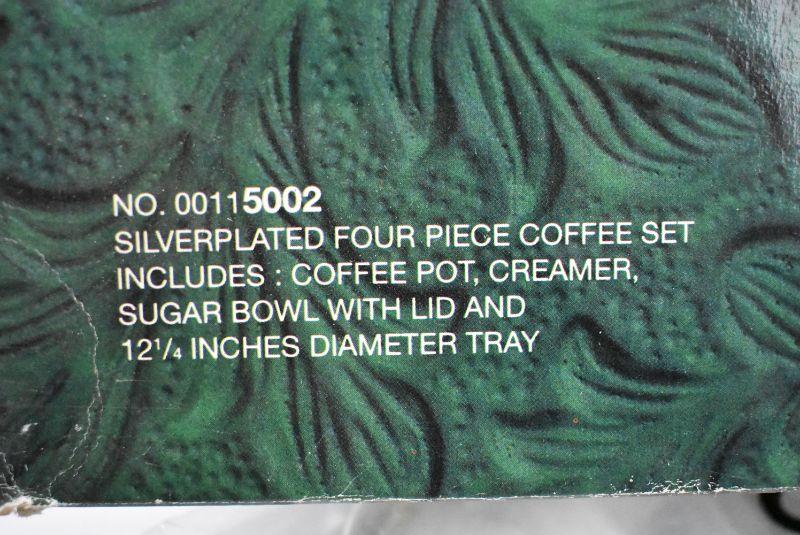 NO. 00115002
SILVERPLATED FOUR PIECE COFFEE SET
INCLUDES : COFFEE POT, CREAMER,
SUGAR BOWL WITH LID AND
12¹/₄ INCHES DIAMETER TRAY